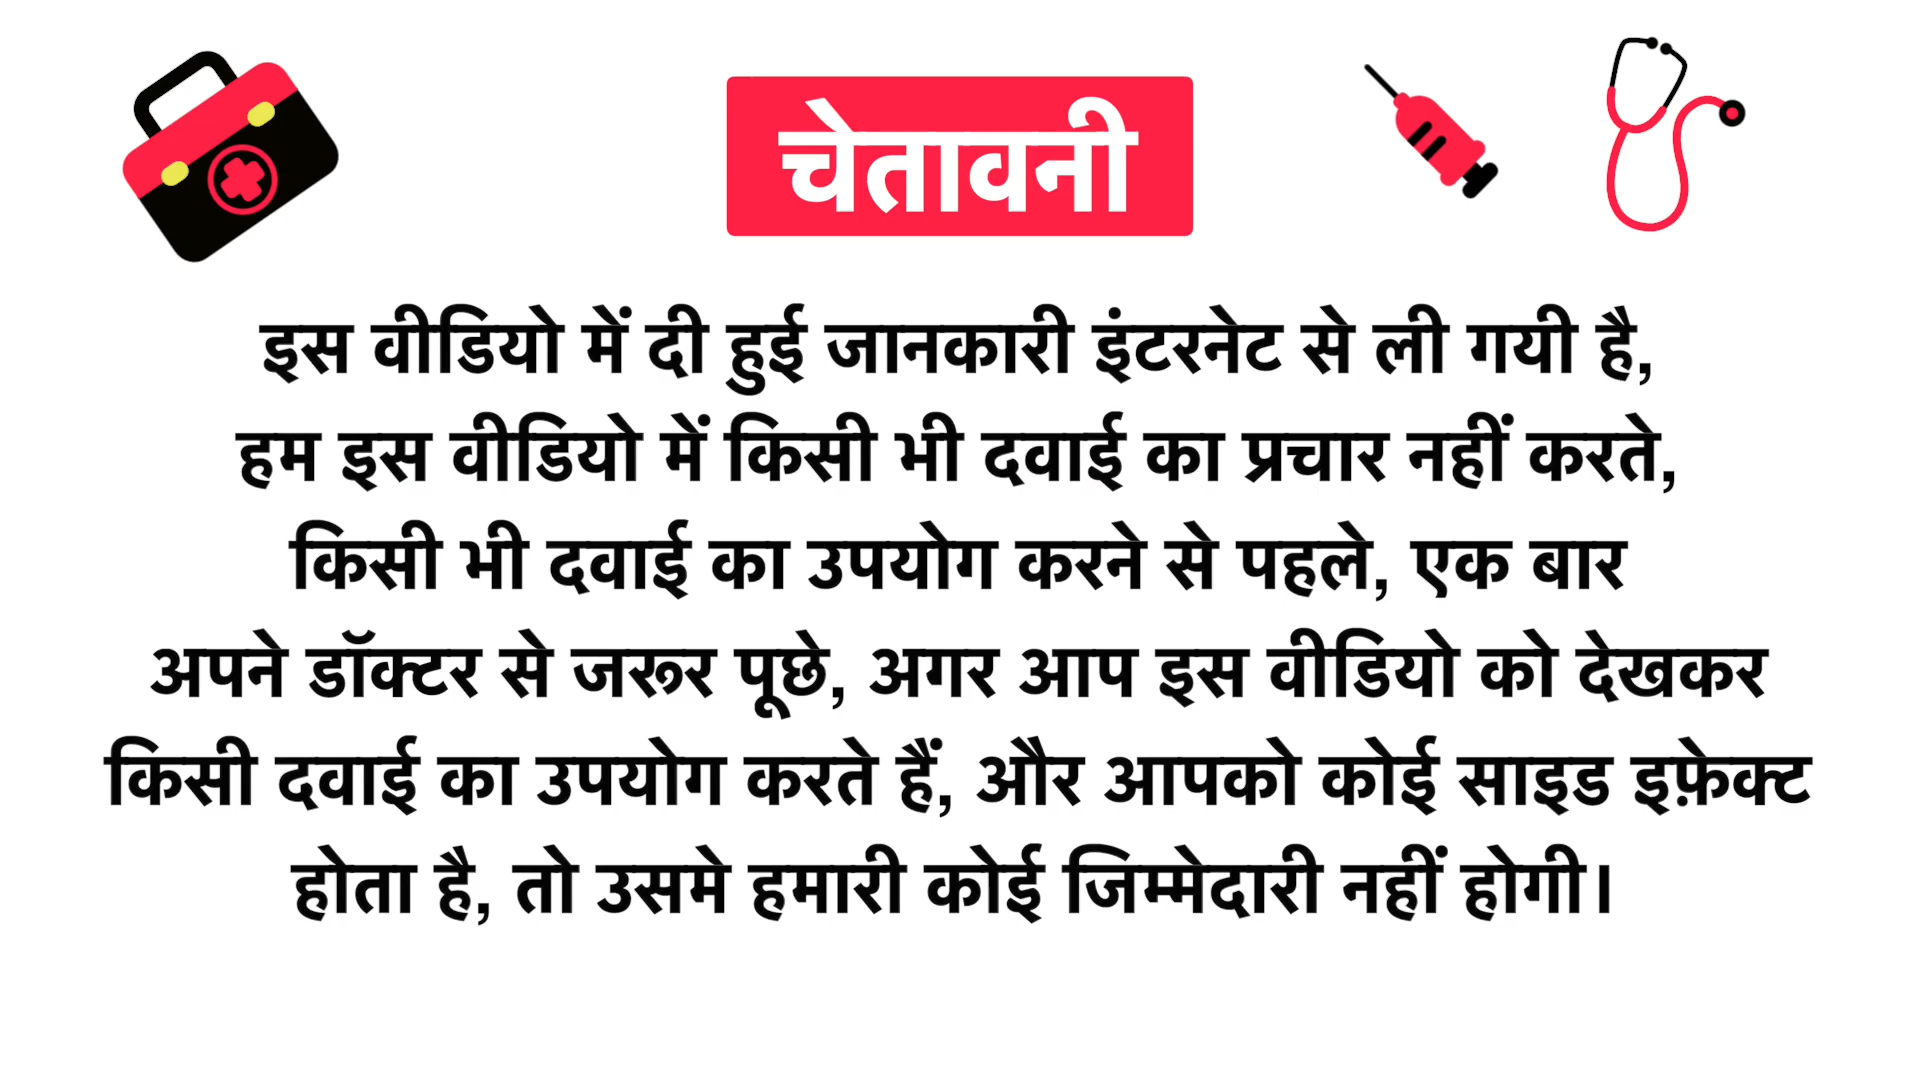 चेतावनी
इस वीडियो में दी हुई जानकारी इंटरनेट से ली गयी है,
हम इस वीडियो में किसी भी दवाई का प्रचार नहीं करते,
किसी भी दवाई का उपयोग करने से पहले, एक बार
अपने डॉक्टर से जरूर पूछे, अगर आप इस वीडियो को देखकर
किसी दवाई का उपयोग करते हैं, और आपको कोई साइड इफ़ेक्ट
होता है, तो उसमे हमारी कोई जिम्मेदारी नहीं होगी।